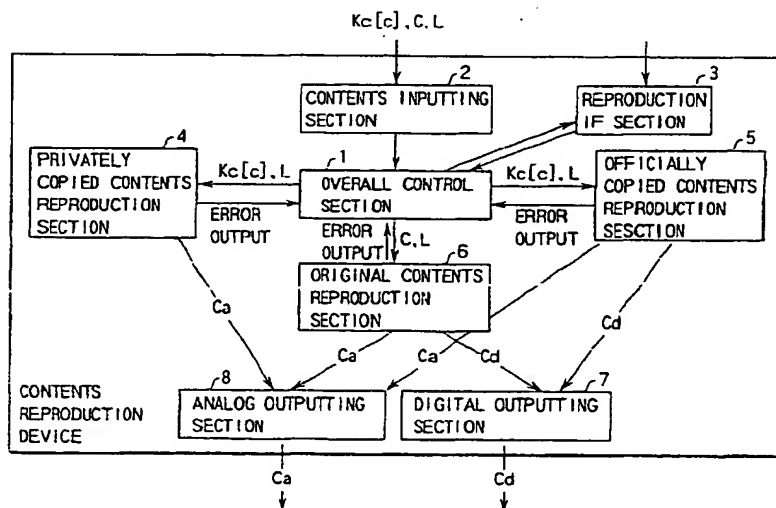 Kc[c],C,L
2
CONTENTS INPUTTING
SECTION
3
REPRODUCTION
IF SECTION
4
PRIVATELY
COPIED CONTENTS
REPRODUCTION
SECTION
Kc[c],L
ERROR
OUTPUT
1
OVERALL CONTROL
SECTION
Kc[c],L
ERROR
OUTPUT
5
OFFICIALLY
COPIED CONTENTS
REPRODUCTION
SESCTION
ERROR
OUTPUT
C,L
6
ORIGINAL CONTENTS
REPRODUCTION
SECTION
Ca
Ca
Ca
Cd
Cd
CONTENTS
REPRODUCTION
DEVICE
8
ANALOG OUTPUTTING
SECTION
7
DIGITAL OUTPUTTING
SECTION
Ca
Cd